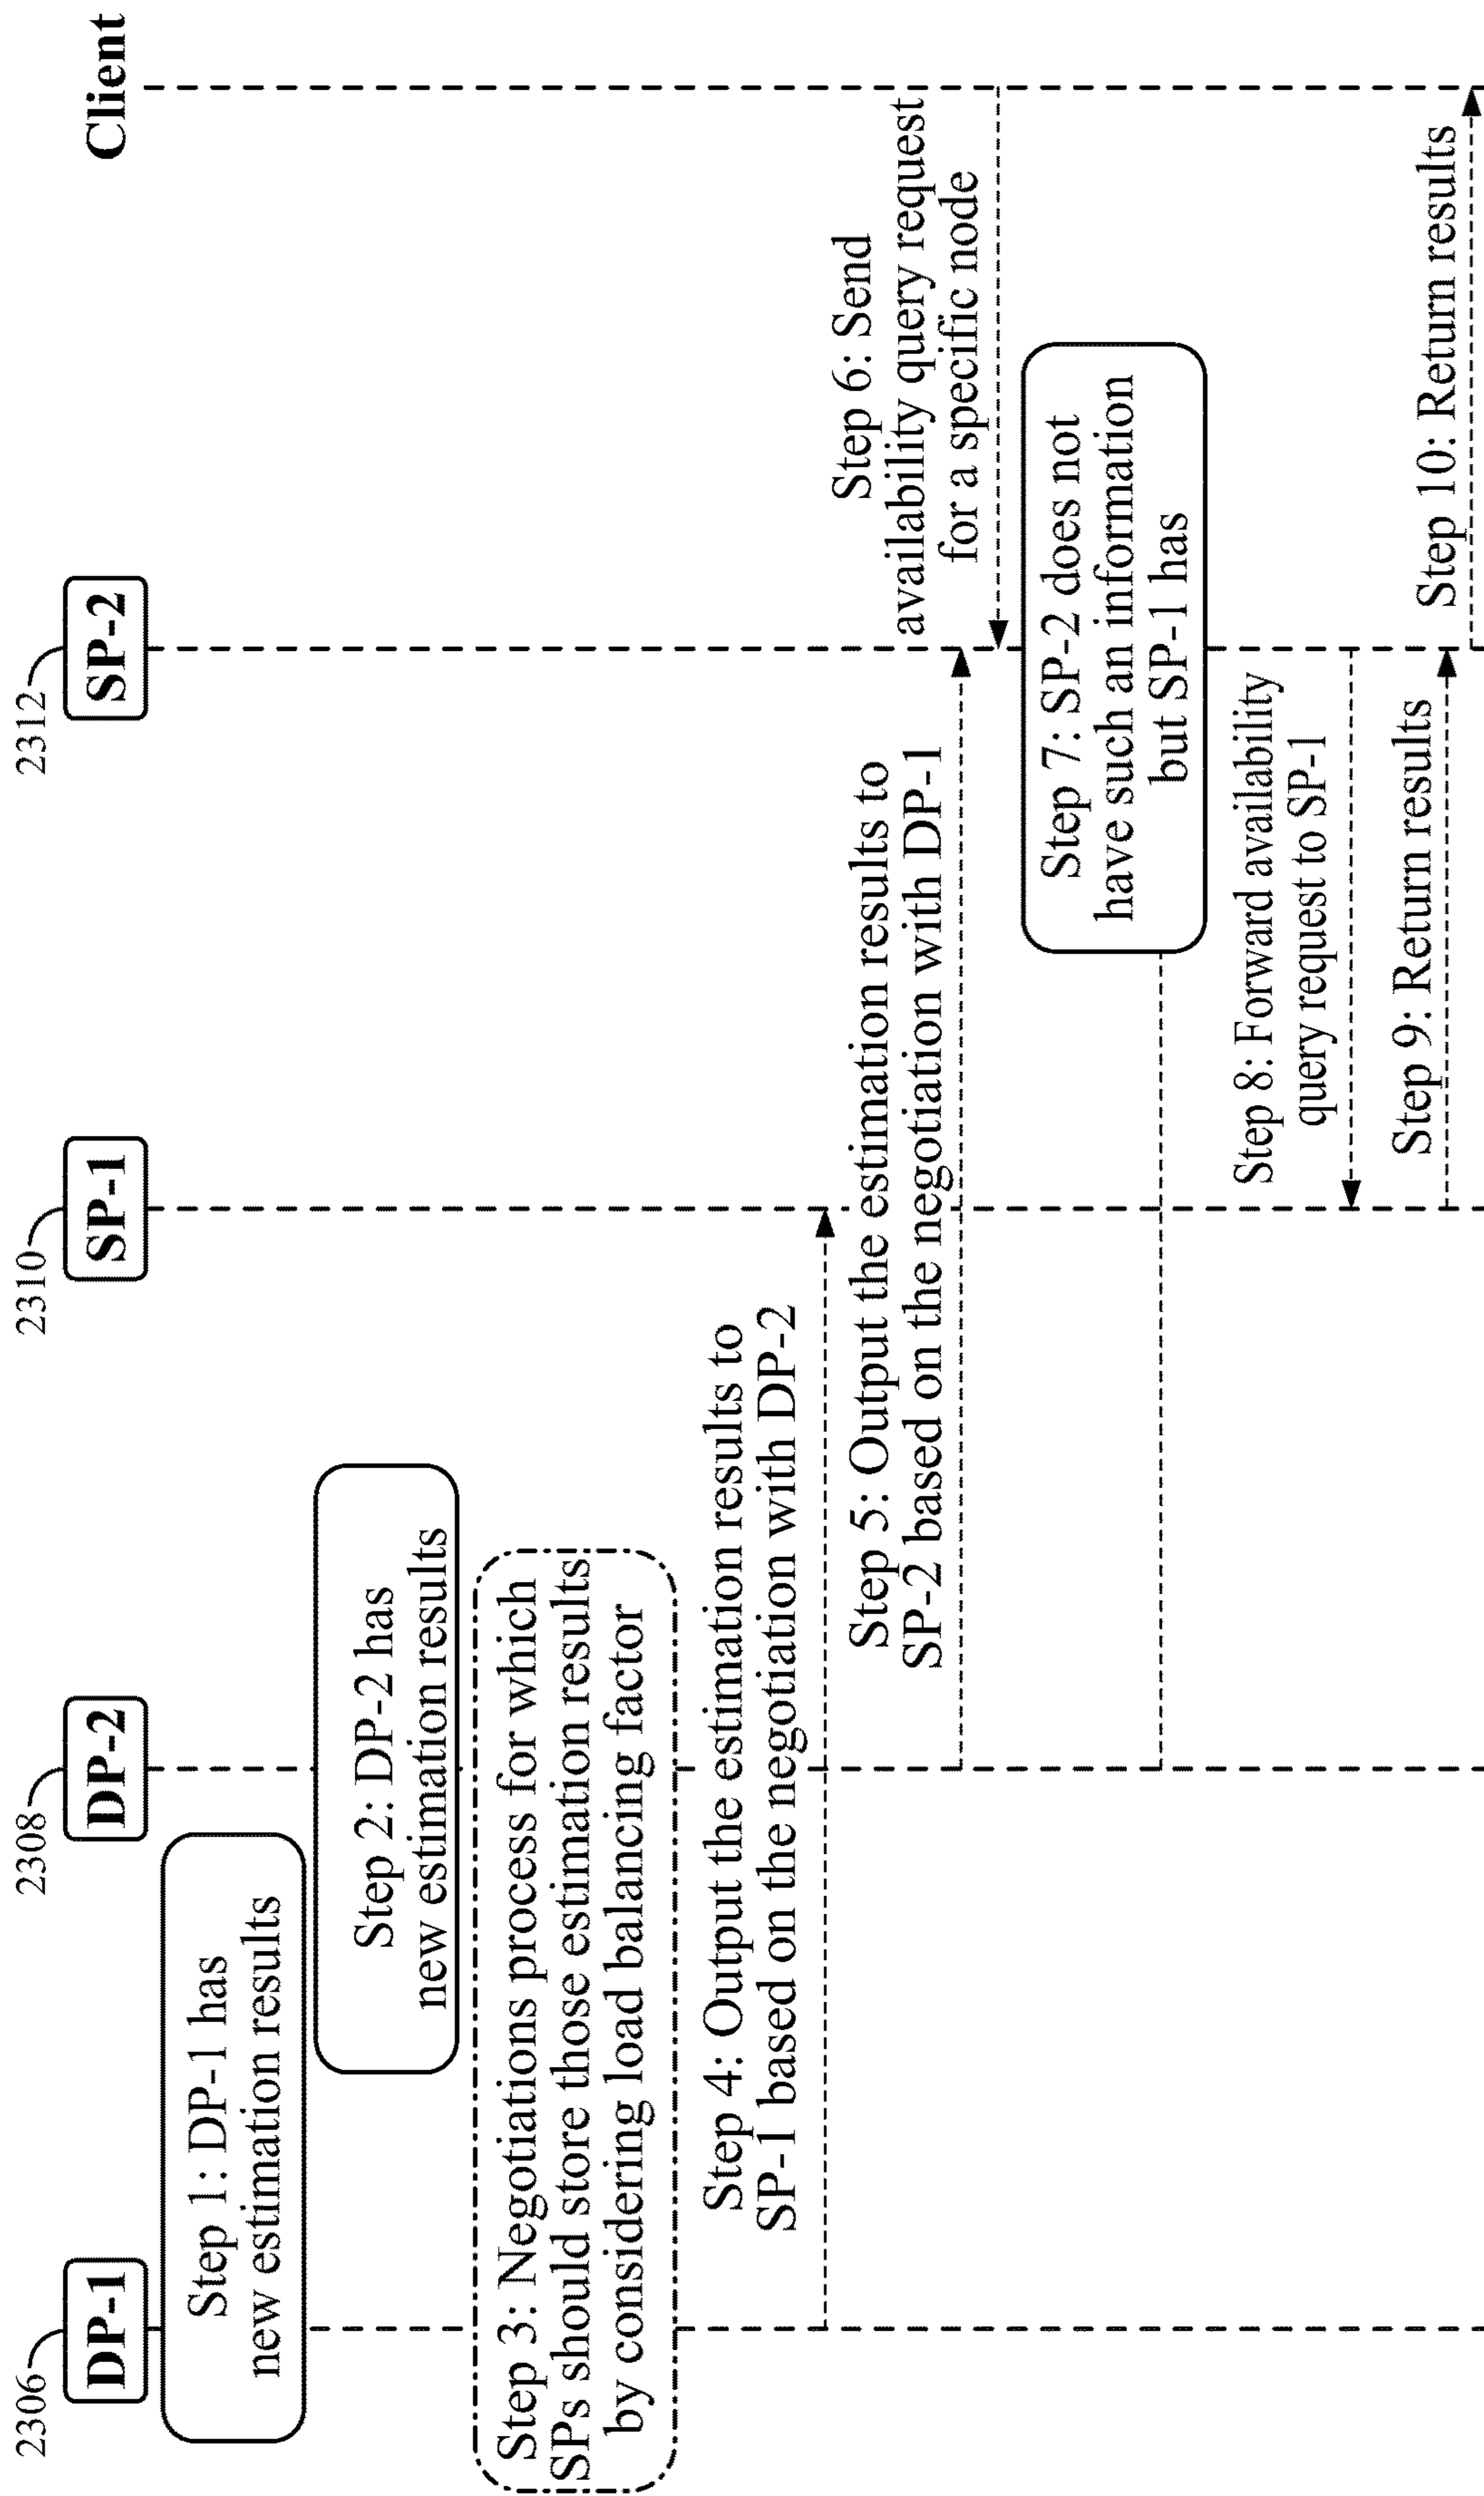 2306
2308
2310
2312
DP-1
DP-2
SP-1
SP-2
Client
Step 1: DP-1 has
new estimation results
Step 2: DP-2 has
new estimation results
Step 3: Negotiations process for which
SPs should store those estimation results
by considering load balancing factor
Step 4: Output the estimation results to
SP-1 based on the negotiation with DP-2
Step 5: Output the estimation results to
SP-2 based on the negotiation with DP-1
Step 6: Send
availability query request
for a specific node
Step 7: SP-2 does not
have such an information
but SP-1 has
Step 8: Forward availability
query request to SP-1
Step 9: Return results
Step 10: Return results